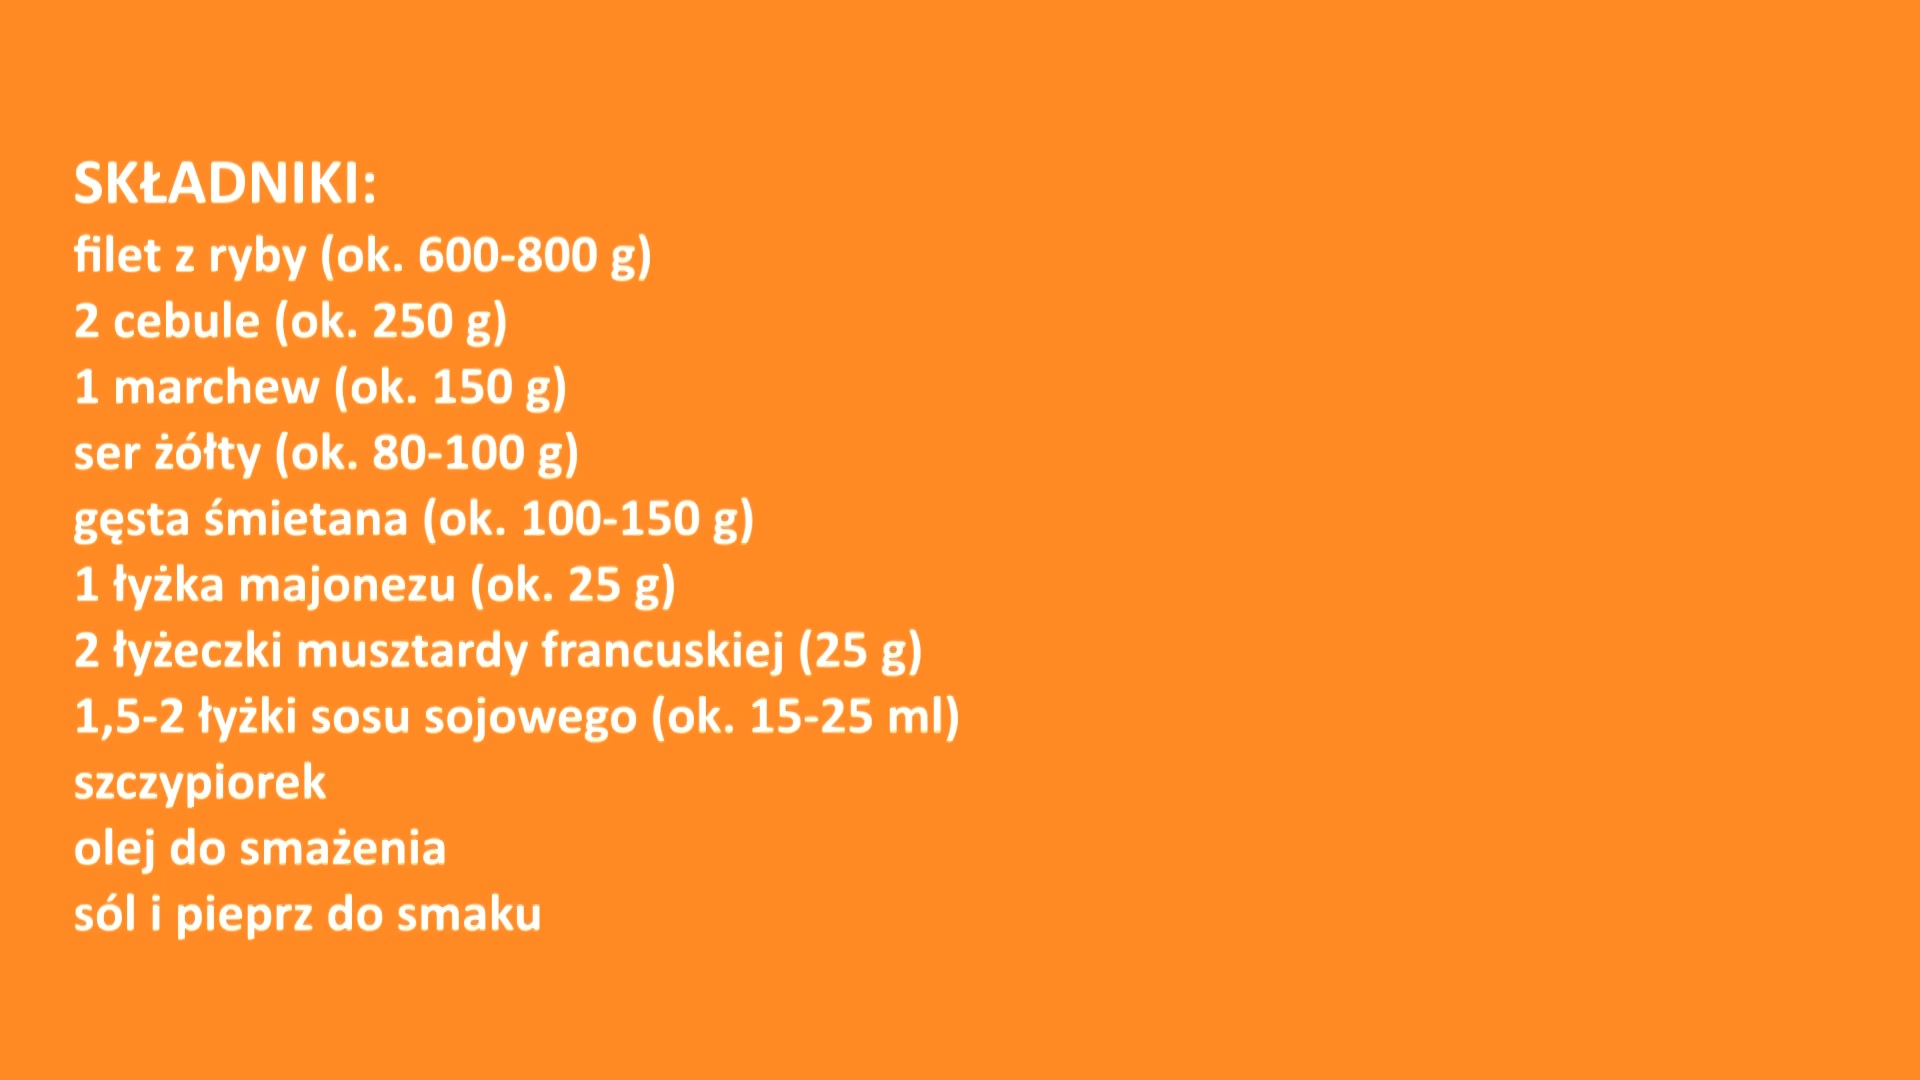 SKŁADNIKI:
filet z ryby (ok. 600-800 g)
2 cebule (ok. 250 g)
1 marchew (ok. 150 g)
ser żółty (ok. 80-100 g)
gęsta śmietana (ok. 100-150 g)
1 łyżka majonezu (ok. 25 g)
2 łyżeczki musztardy francuskiej (25 g)
1,5-2 łyżki sosu sojowego (ok. 15-25 ml)
szczypiorek
olej do smażenia
sól i pieprz do smaku